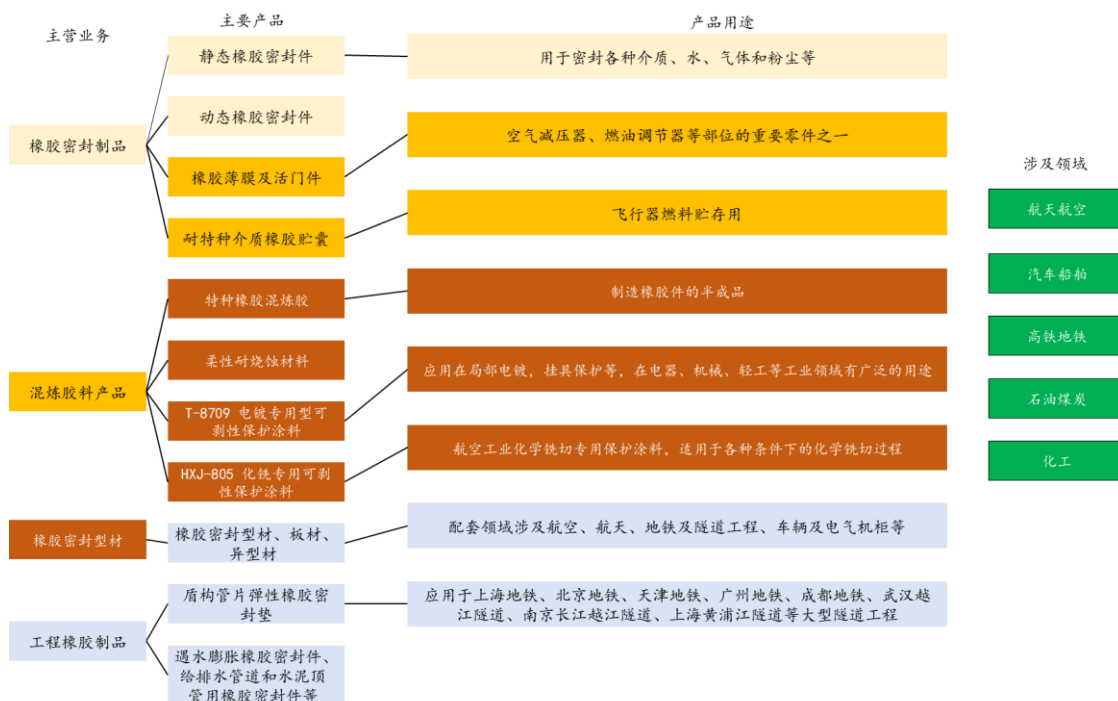 主营业务
主要产品
产品用途
静态橡胶密封件
用于密封各种介质、水、气体和粉尘等
动态橡胶密封件
橡胶密封制品
空气减压器、燃油调节器等部位的重要零件之一
橡胶薄膜及活门件
耐特种介质橡胶贮囊
飞行器燃料贮存用
特种橡胶混炼胶
制造橡胶件的半成品
柔性耐烧蚀材料
混炼胶料产品
应用在局部电镀，挂具保护等，在电器、机械、轻工等工业领域有广泛的用途
T-8709 电镀专用型可
剥性保护涂料
HXJ-805 化铣专用可剥
性保护涂料
航空工业化学铣切专用保护涂料，适用于各种条件下的化学铣切过程
橡胶密封型材
橡胶密封型材、板材、
异型材
配套领域涉及航空、航天、地铁及隧道工程、车辆及电气机柜等
工程橡胶制品
盾构管片弹性橡胶密
封垫
应用于上海地铁、北京地铁、天津地铁、广州地铁、成都地铁、武汉越
江隧道、南京长江越江隧道、上海黄浦江隧道等大型隧道工程
遇水膨胀橡胶密封件、
给排水管道和水泥顶
管用橡胶密封件等
涉及领域
航天航空
汽车船舶
高铁地铁
石油煤炭
化工